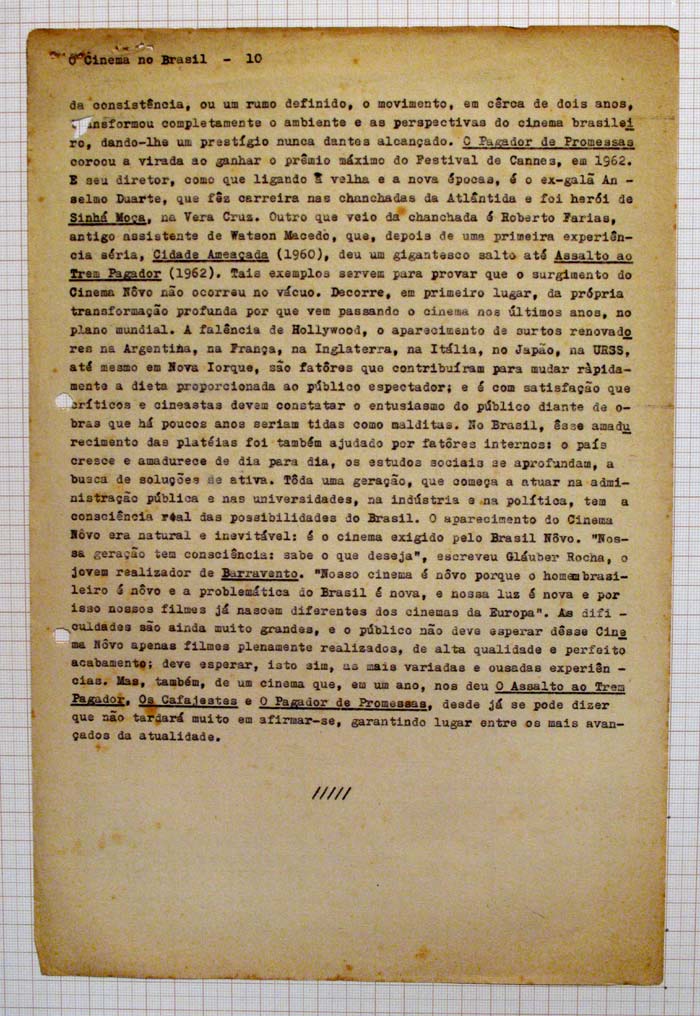 O Cinema no Brasil - 10
da consistência, ou um rumo definido, o movimento, em cêrca de dois anos,
transformou completamente o ambiente e as perspectivas do cinema brasilei
ro, dando-lhe um prestígio nunca dantes alcançado. O Pagador de Promessas
coroou a virada ao ganhar o prêmio máximo do Festival de Cannes, em 1962.
E seu diretor, como que ligando a velha e a nova épocas, é o ex-galã An -
selmo Duarte, que fêz carreira nas chanchadas da Atlântida e foi herói de
Sinhá Moça, na Vera Cruz. Outro que veio da chanchada é Roberto Farias,
antigo assistente de Watson Macedo, que, depois de uma primeira experiên-
cia séria, Cidade Ameaçada (1960), deu um gigantesco salto até Assalto ao
Trem Pagador (1962). Tais exemplos servem para provar que o surgimento do
Cinema Nôvo não ocorreu no vácuo. Decorre, em primeiro lugar, da própria
transformação profunda por que vem passando o cinema nos últimos anos, no
plano mundial. A falência de Hollywood, o aparecimento de surtos renovado
res na Argentina, na França, na Inglaterra, na Itália, no Japão, na URSS,
até mesmo em Nova Iorque, são fatôres que contribuíram para mudar ràpida-
mente a dieta proporcionada ao público espectador; e é com satisfação que
críticos e cineastas devem constatar o entusiasmo do público diante de o-
bras que há poucos anos seriam tidas como malditas. No Brasil, êsse amadu
recimento das platéias foi também ajudado por fatôres internos: o país
cresce e amadurece de dia para dia, os estudos sociais se aprofundam, a
busca de soluções se ativa. Tôda uma geração, que começa a atuar na admi-
nistração pública e nas universidades, na indústria e na política, tem a
consciência real das possibilidades do Brasil. O aparecimento do Cinema
Nôvo era natural e inevitável: é o cinema exigido pelo Brasil Nôvo. "Nos-
sa geração tem consciência: sabe o que deseja", escreveu Gláuber Rocha, o
jovem realizador de Barravento. "Nosso cinema é nôvo porque o homem brasi-
leiro é nôvo e a problemática do Brasil é nova, e nossa luz é nova e por
isso nossos filmes já nascem diferentes dos cinemas da Europa". As difi -
culdades são ainda muito grandes, e o público não deve esperar dêsse Cine
ma Nôvo apenas filmes plenamente realizados, de alta qualidade e perfeito
acabamento; deve esperar, isto sim, as mais variadas e ousadas experiên -
cias. Mas, também, de um cinema que, em um ano, nos deu O Assalto ao Trem
Pagador, Os Cafajestes e O Pagador de Promessas, desde já se pode dizer
que não tardará muito em afirmar-se, garantindo lugar entre os mais avan-
çados da atualidade.
/////